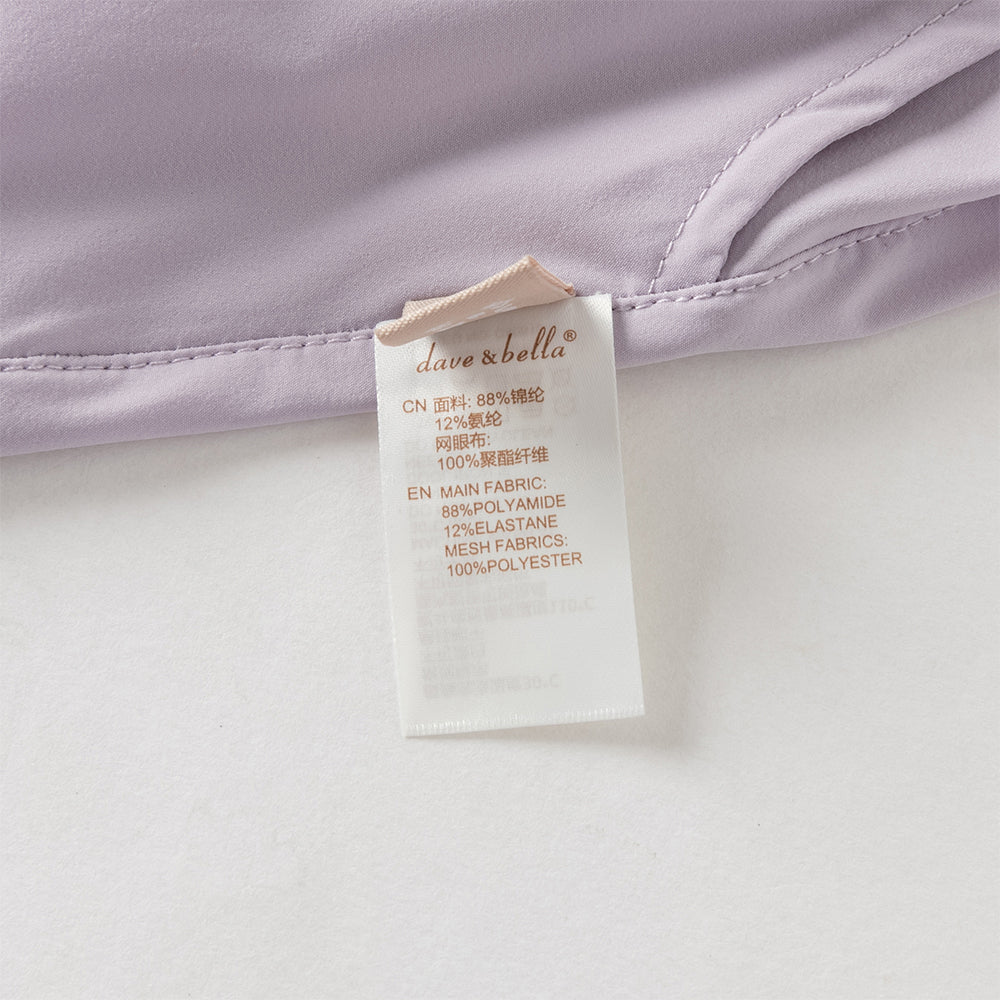 dave & bella®
CN 面料: 88%锦纶
12%氨纶
网眼布:
100%聚酯纤维
EN MAIN FABRIC:
88%POLYAMIDE
12%ELASTANE
MESH FABRICS:
100%POLYESTER